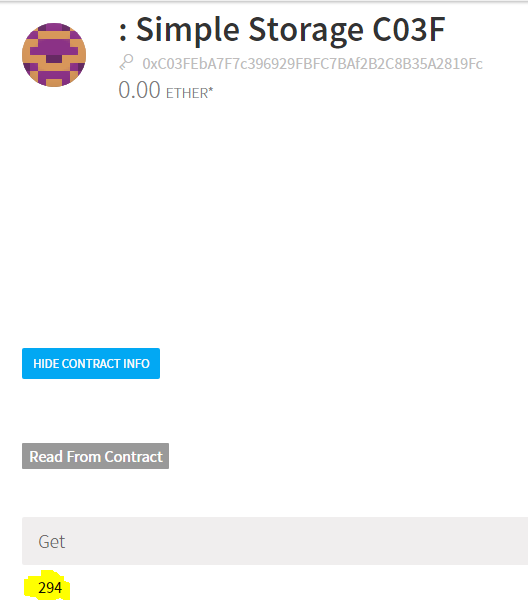 : Simple Storage C03F
0xC03FEbA7F7c396929FBFC7BAf2B2C8B35A2819Fc
0.00 ETHER*
HIDE CONTRACT INFO
Read From Contract
Get
294